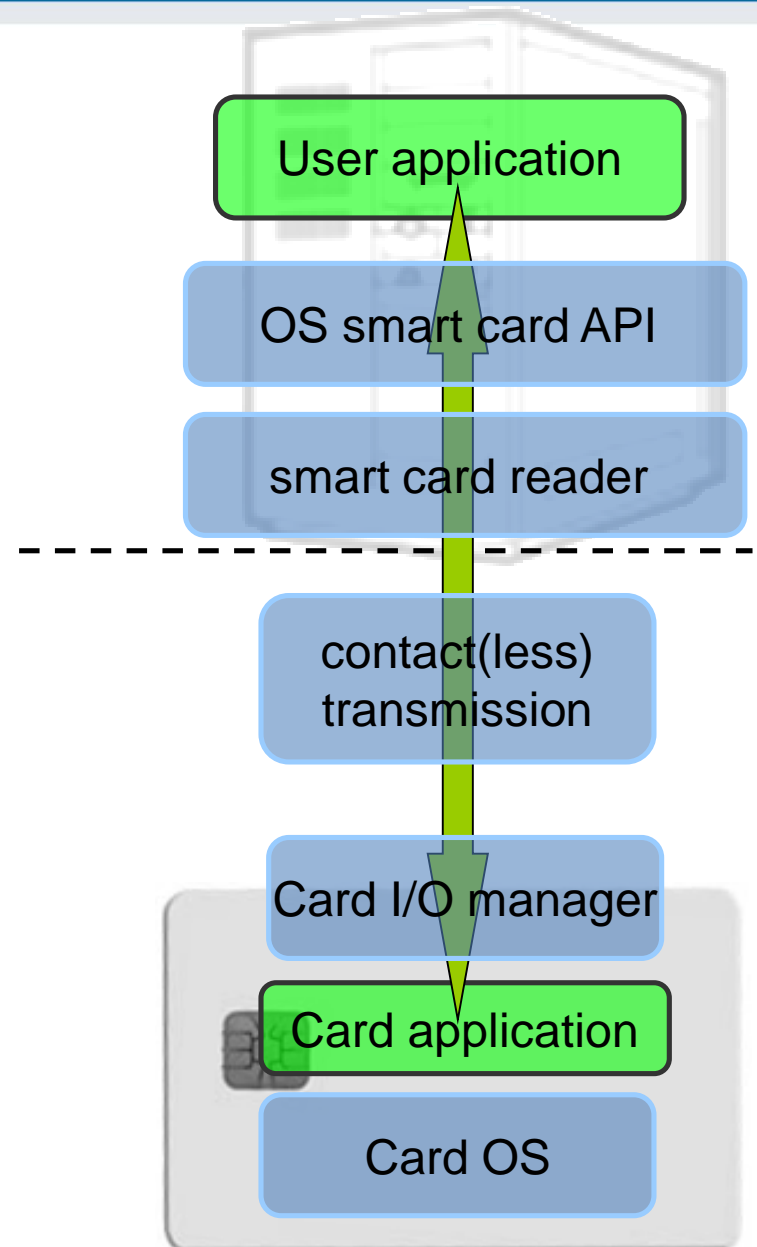 User application
OS smart card API
smart card reader
contact(less)
transmission
Card I/O manager
Card application
Card OS